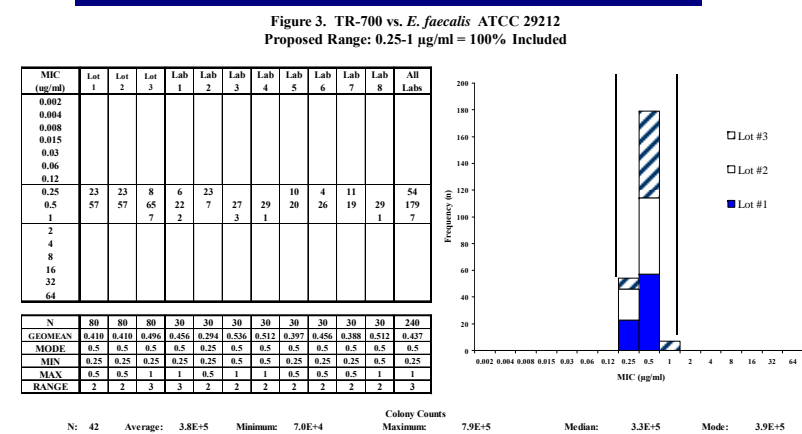 Figure 3. TR-700 vs. E. faecalis ATCC 29212
Proposed Range: 0.25-1 µg/ml = 100% Included
MIC (ug/ml) Lot 1 Lot 2 Lot 3 Lab 1 Lab 2 Lab 3 Lab 4 Lab 5 Lab 6 Lab 7 Lab 8 All Labs
0.002
0.004
0.008
0.015
0.03
0.06
0.12
0.25 23 23 8 6 23 10 4 11 54
0.5 57 57 65 22 7 27 29 20 26 19 29 179
1 7 2 3 1 1 7
2
4
8
16
32
64
N 80 80 80 30 30 30 30 30 30 30 30 240
GEOMEAN 0.410 0.410 0.496 0.456 0.294 0.536 0.512 0.397 0.456 0.388 0.512 0.437
MODE 0.5 0.5 0.5 0.5 0.25 0.5 0.5 0.5 0.5 0.5 0.5 0.5
MIN 0.25 0.25 0.25 0.25 0.25 0.5 0.5 0.25 0.25 0.25 0.5 0.25
MAX 0.5 0.5 1 1 0.5 1 1 0.5 0.5 0.5 1 1
RANGE 2 2 3 3 2 2 2 2 2 2 2 3
Frequency (n)
200
180
160
140
120
100
80
60
40
20
0
0.002 0.004 0.008 0.015 0.03 0.06 0.12 0.25 0.5 1 2 4 8 16 32 64
MIC (µg/ml)
Lot #3
Lot #2
Lot #1
Colony Counts
N: 42 Average: 3.8E+5 Minimum: 7.0E+4 Maximum: 7.9E+5 Median: 3.3E+5 Mode: 3.9E+5